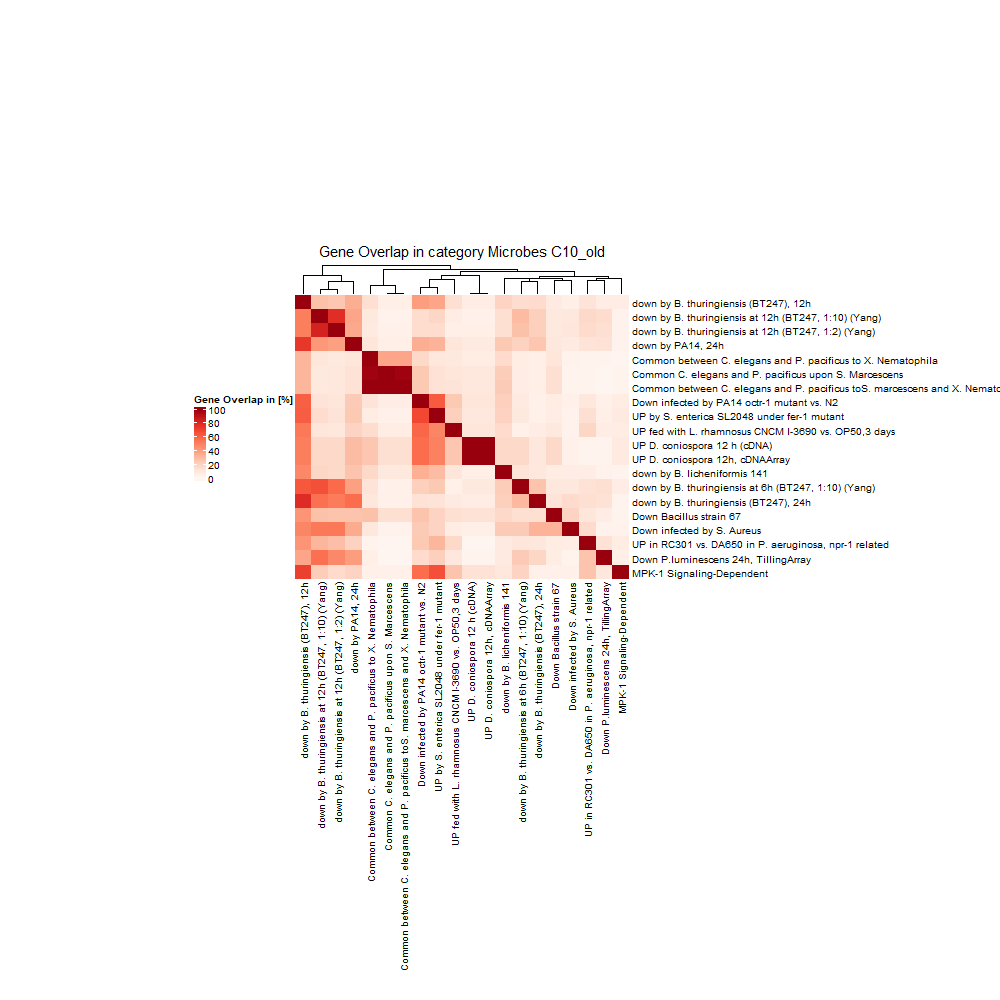 Gene Overlap in category Microbes C10_old
down by B. thuringiensis (BT247), 12h
down by B. thuringiensis at 12h (BT247, 1:10) (Yang)
down by B. thuringiensis at 12h (BT247, 1:2) (Yang)
down by PA14, 24h
Common between C. elegans and P. pacificus to X. Nematophila
Common C. elegans and P. pacificus upon S. Marcescens
Common between C. elegans and P. pacificus toS. marcescens and X. Nemato
Down infected by PA14 octr-1 mutant vs. N2
UP by S. enterica SL2048 under fer-1 mutant
UP fed with L. rhamnosus CNCM I-3690 vs. OP50,3 days
UP D. coniospora 12 h (cDNA)
UP D. coniospora 12h, cDNAArray
down by B. licheniformis 141
down by B. thuringiensis at 6h (BT247, 1:10) (Yang)
down by B. thuringiensis (BT247), 24h
Down Bacillus strain 67
Down infected by S. Aureus
UP in RC301 vs. DA650 in P. aeruginosa, npr-1 related
Down P.luminescens 24h, TillingArray
MPK-1 Signaling-Dependent
Gene Overlap in [%]
100
80
60
40
20
0
down by B. thuringiensis (BT247), 12h
down by B. thuringiensis at 12h (BT247, 1:10) (Yang)
down by B. thuringiensis at 12h (BT247, 1:2) (Yang)
down by PA14, 24h
Common between C. elegans and P. pacificus to X. Nematophila
Common C. elegans and P. pacificus upon S. Marcescens
Common between C. elegans and P. pacificus toS. marcescens and X. Nematophila
Down infected by PA14 octr-1 mutant vs. N2
UP by S. enterica SL2048 under fer-1 mutant
UP fed with L. rhamnosus CNCM I-3690 vs. OP50,3 days
UP D. coniospora 12 h (cDNA)
UP D. coniospora 12h, cDNAArray
down by B. licheniformis 141
down by B. thuringiensis at 6h (BT247, 1:10) (Yang)
down by B. thuringiensis (BT247), 24h
Down Bacillus strain 67
Down infected by S. Aureus
UP in RC301 vs. DA650 in P. aeruginosa, npr-1 related
Down P.luminescens 24h, TillingArray
MPK-1 Signaling-Dependent